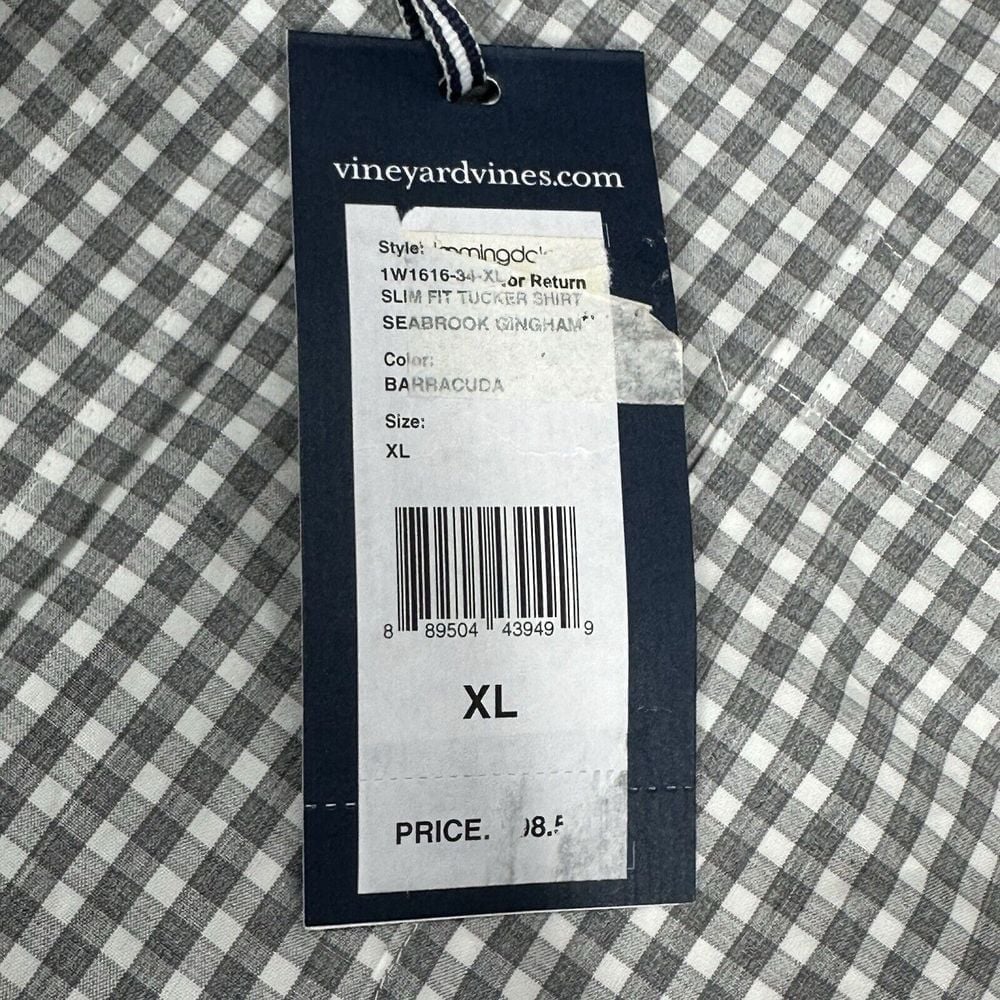 vineyardvines.com
Style:
1W1616-34-XL
or Return
SLIM FIT TUCKER SHIRT
SEABROOK GINGHAM
Color:
BARRACUDA
Size:
XL
8 89504 43949 9
XL
PRICE.